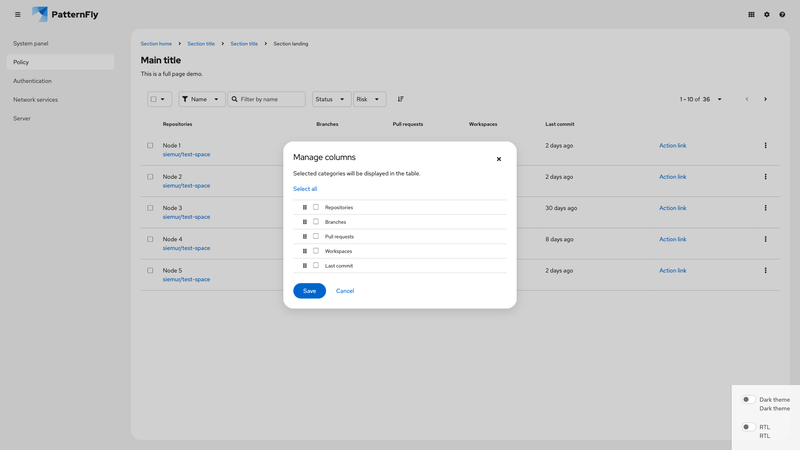 PatternFly
System panel
Policy
Authentication
Network services
Server
Section home
Section title
Section title
Section landing
Main title
This is a full page demo.
Name
Filter by name
Status
Risk
1 - 10 of 36
Repositories
Branches
Pull requests
Workspaces
Last commit
Node 1
siemur/test-space
2 days ago
Action link
Node 2
siemur/test-space
2 days ago
Action link
Node 3
siemur/test-space
30 days ago
Action link
Node 4
siemur/test-space
8 days ago
Action link
Node 5
siemur/test-space
2 days ago
Action link
Manage columns
Selected categories will be displayed in the table.
Select all
Repositories
Branches
Pull requests
Workspaces
Last commit
Save
Cancel
Dark theme
Dark theme
RTL
RTL